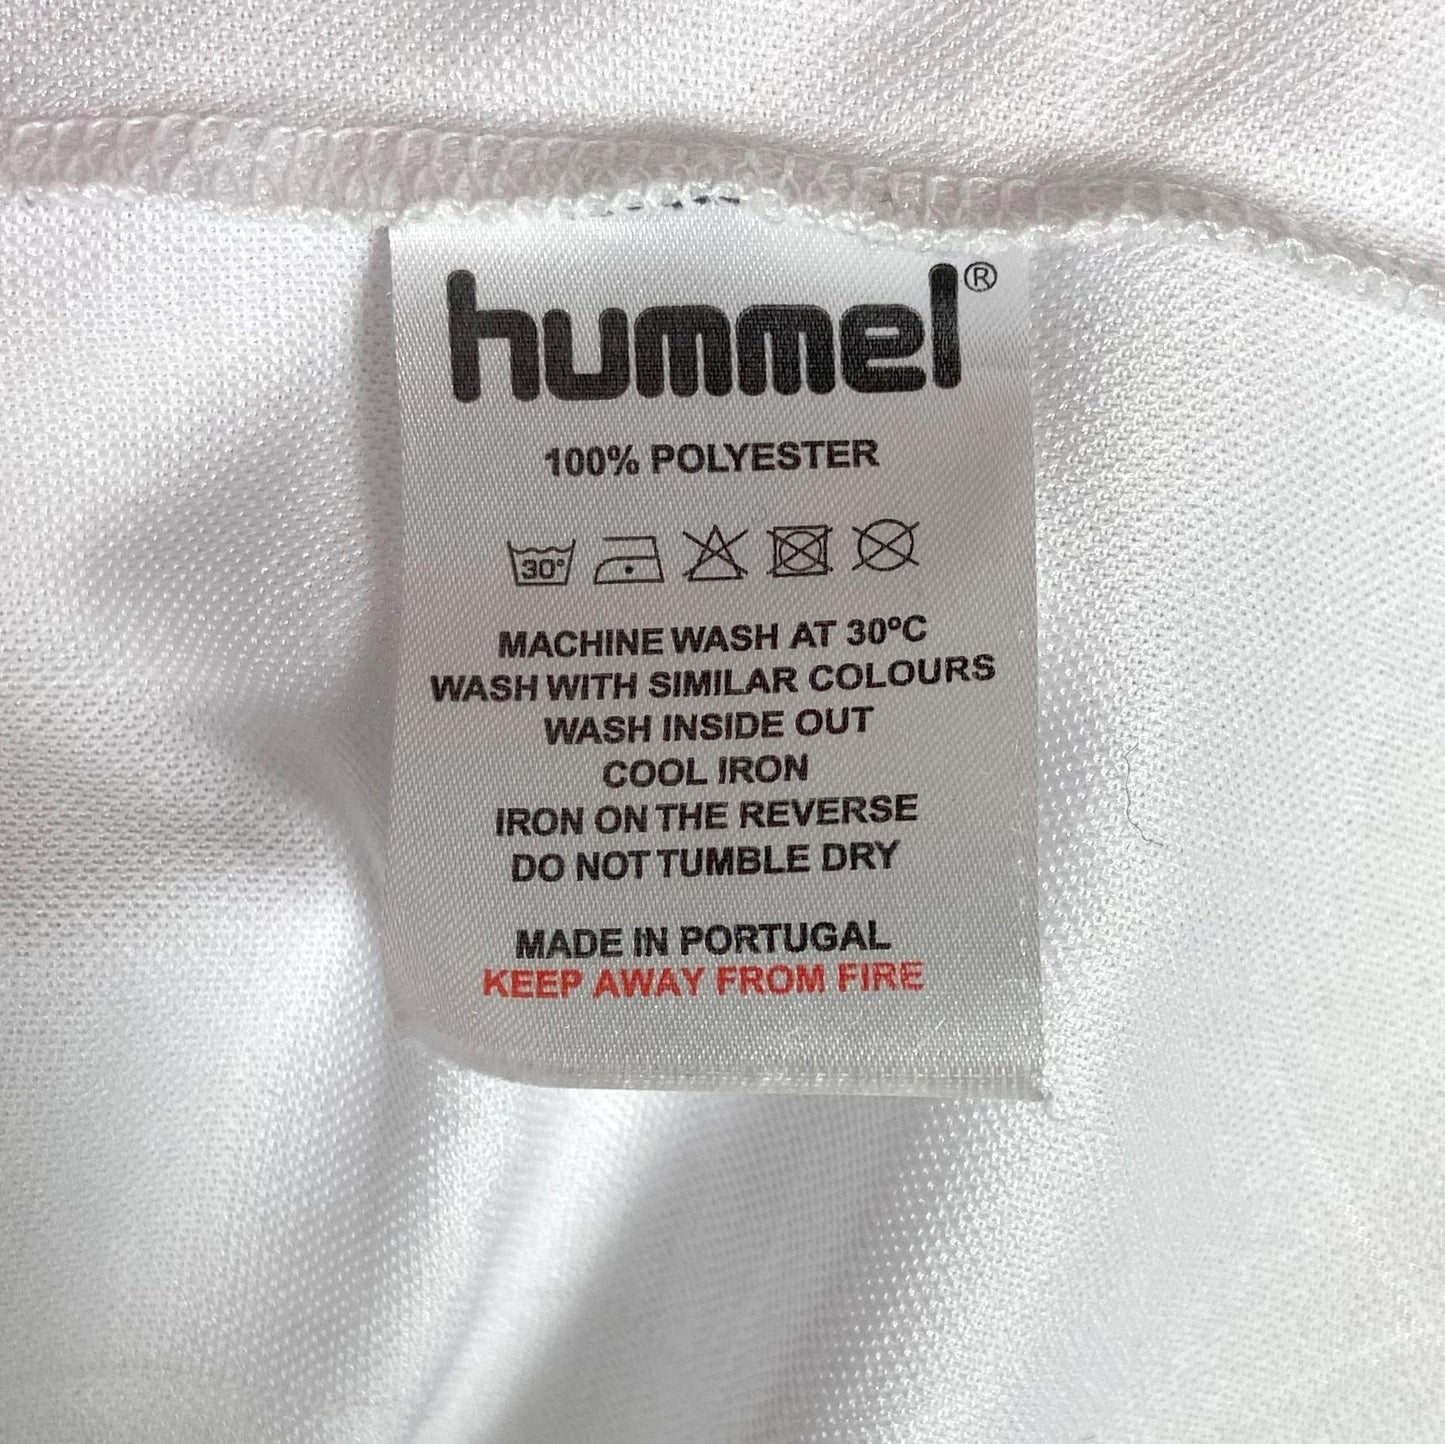 hummel®
100% POLYESTER
30°
MACHINE WASH AT 30ºC
WASH WITH SIMILAR COLOURS
WASH INSIDE OUT
COOL IRON
IRON ON THE REVERSE
DO NOT TUMBLE DRY
MADE IN PORTUGAL
KEEP AWAY FROM FIRE